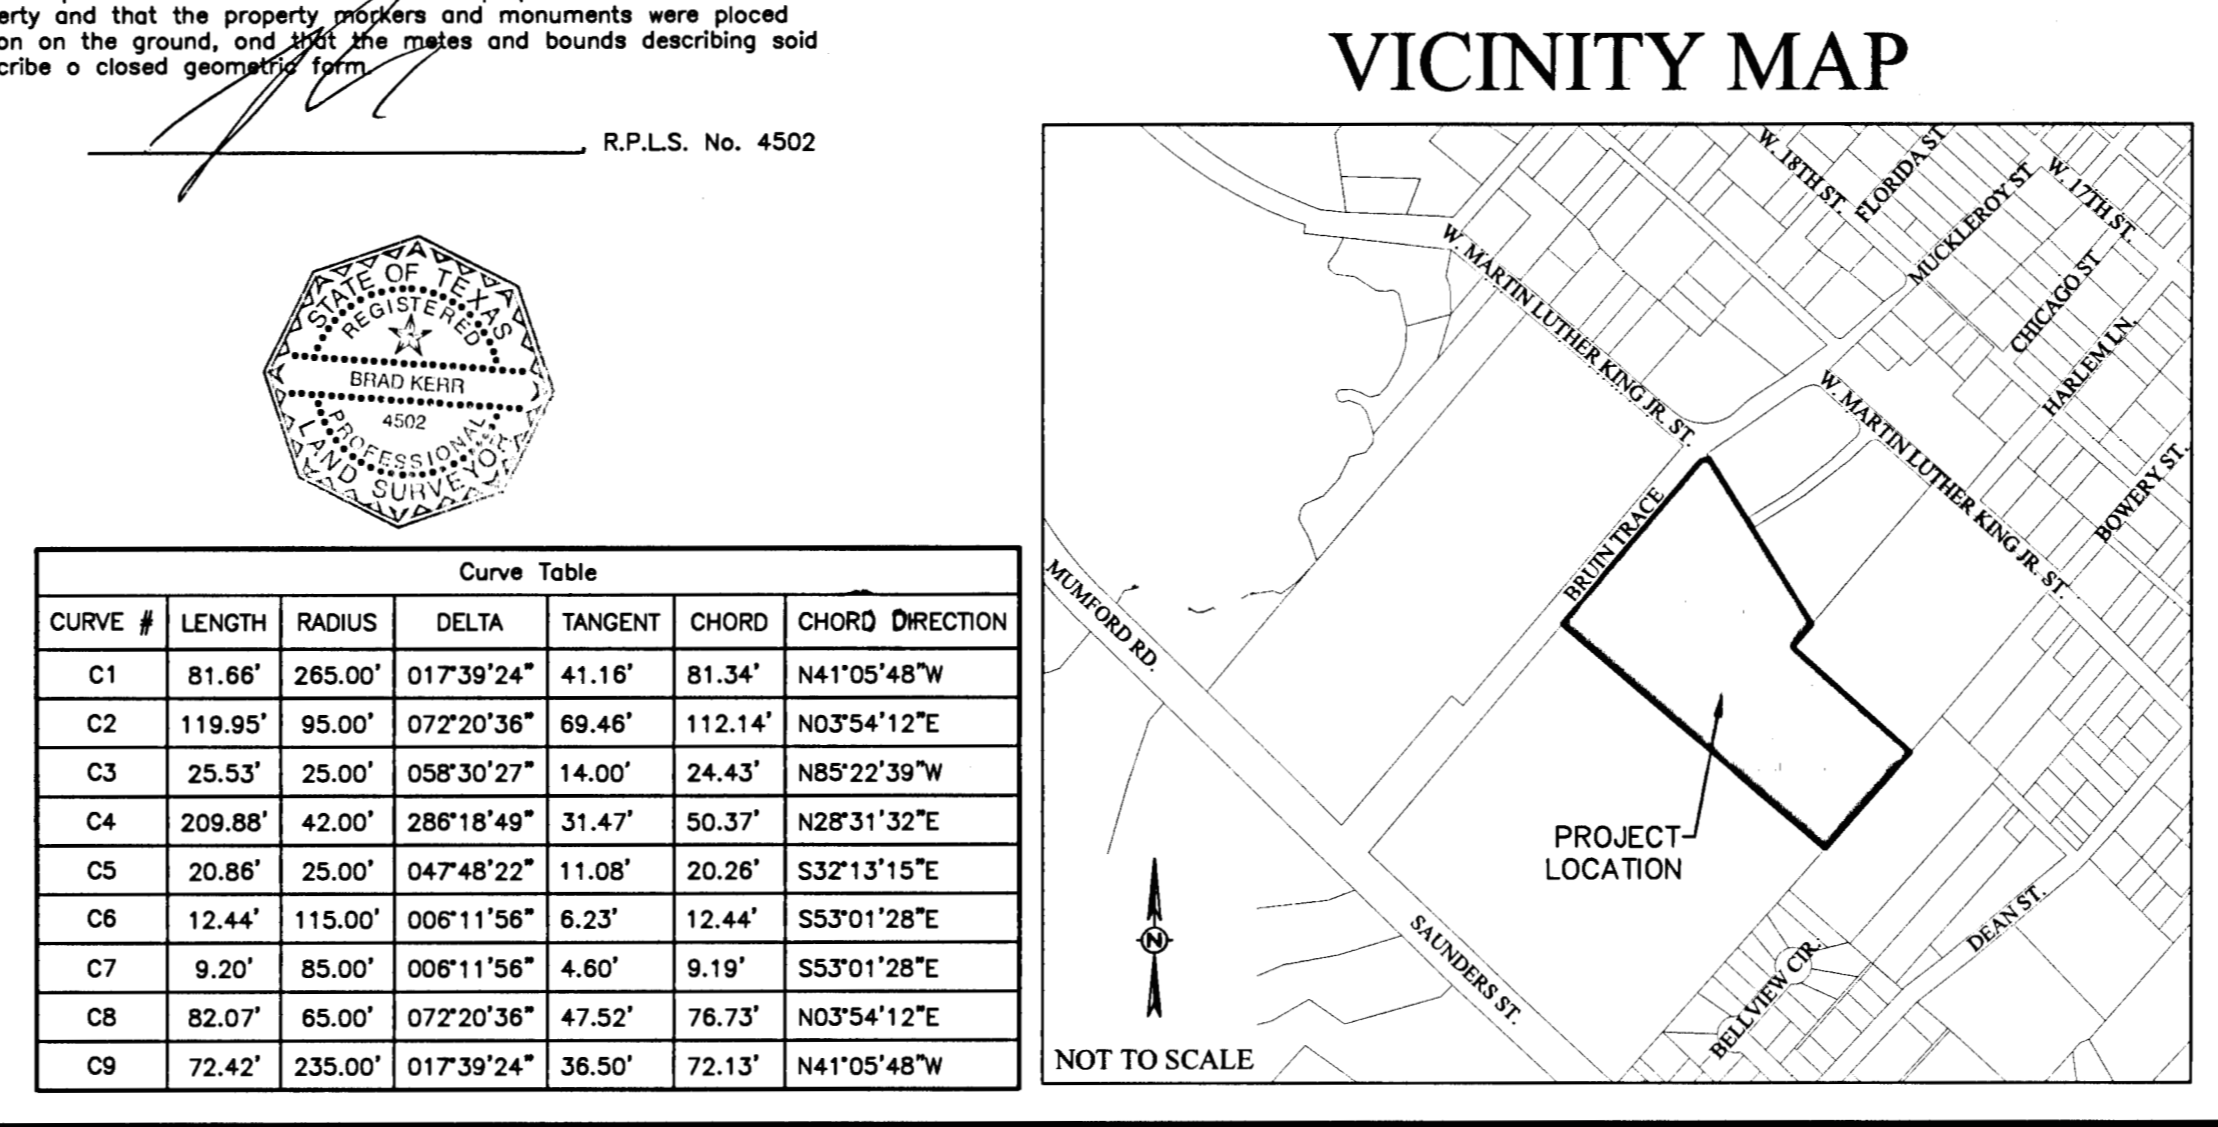 erty and that the property morkers and monuments were ploced
on on the ground, ond that the metes and bounds describing soid
cribe o closed geometric form.
R.P.L.S. No. 4502
STATE OF TEXAS
REGISTERED
BRAD KERR
4502
PROFESSIONAL
LAND SURVEYOR
Curve Table
CURVE # LENGTH RADIUS DELTA TANGENT CHORD CHORD DIRECTION
C1 81.66' 265.00' 017°39'24" 41.16' 81.34' N41°05'48"W
C2 119.95' 95.00' 072°20'36" 69.46' 112.14' N03°54'12"E
C3 25.53' 25.00' 058°30'27" 14.00' 24.43' N85°22'39"W
C4 209.88' 42.00' 286°18'49" 31.47' 50.37' N28°31'32"E
C5 20.86' 25.00' 047°48'22" 11.08' 20.26' S32°13'15"E
C6 12.44' 115.00' 006°11'56" 6.23' 12.44' S53°01'28"E
C7 9.20' 85.00' 006°11'56" 4.60' 9.19' S53°01'28"E
C8 82.07' 65.00' 072°20'36" 47.52' 76.73' N03°54'12"E
C9 72.42' 235.00' 017°39'24" 36.50' 72.13' N41°05'48"W
VICINITY MAP
W. 18TH ST.
FLORIDA ST
MUCKLEROY ST
W. 17TH ST.
CHICAGO ST
HARLEM LN.
W. MARTIN LUTHER KING JR. ST.
W. MARTIN LUTHER KING JR. ST.
BOWERY ST.
BRUIN TRACE
MUMFORD RD.
PROJECT
LOCATION
SAUNDERS ST.
BELLVIEW CIR.
DEAN ST.
N
NOT TO SCALE